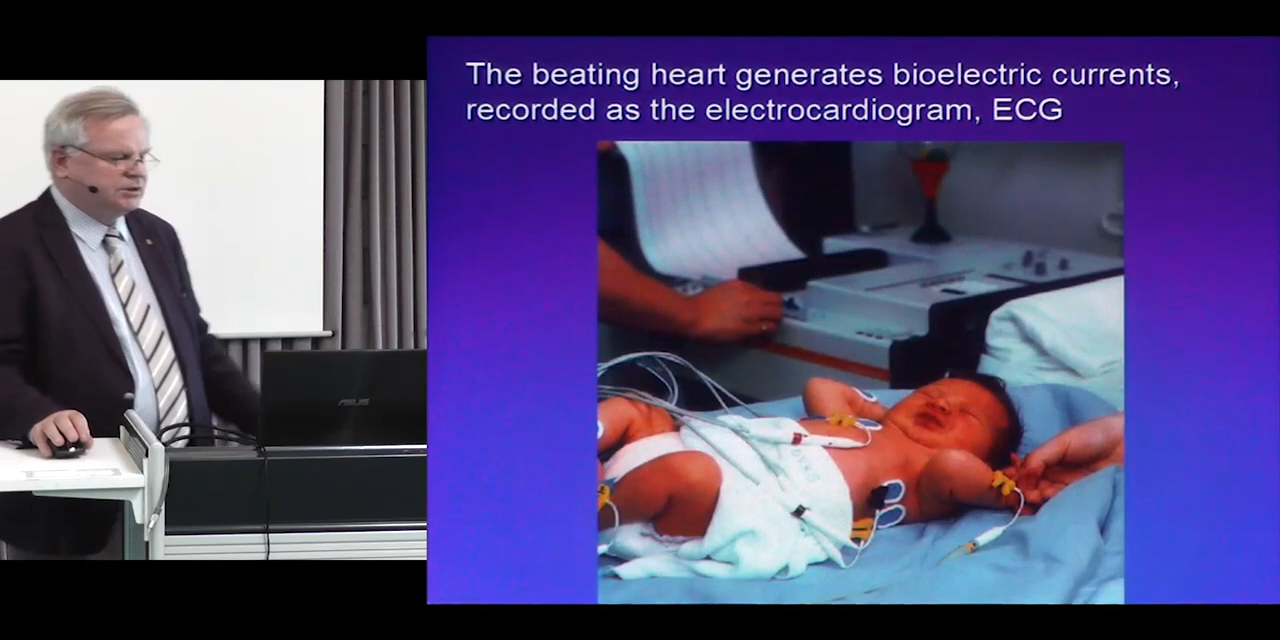 The beating heart generates bioelectric currents,
recorded as the electrocardiogram, ECG
ASUS